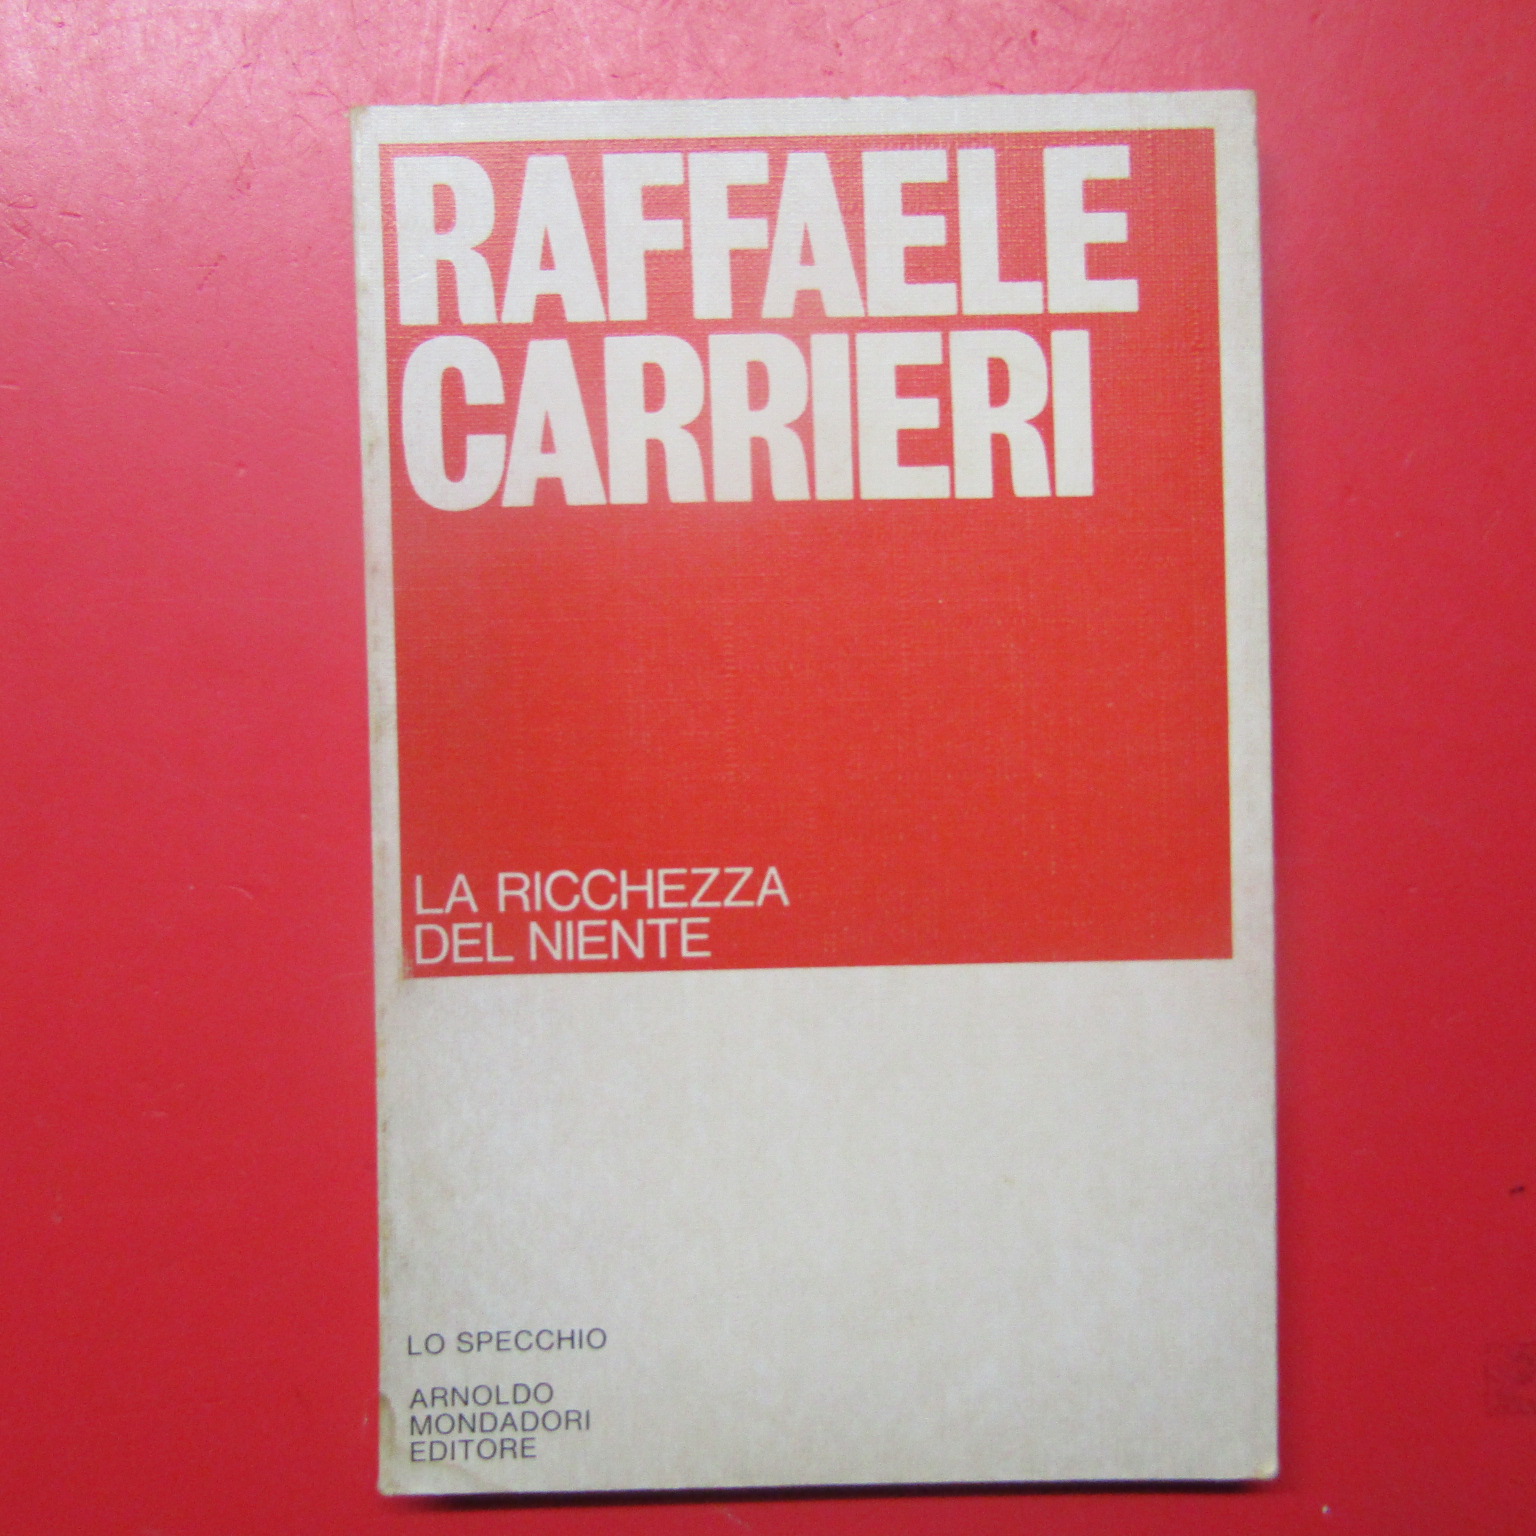 RAFFAELE
CARRIERI
LA RICCHEZZA
DEL NIENTE
LO SPECCHIO
ARNOLDO
MONDADORI
EDITORE